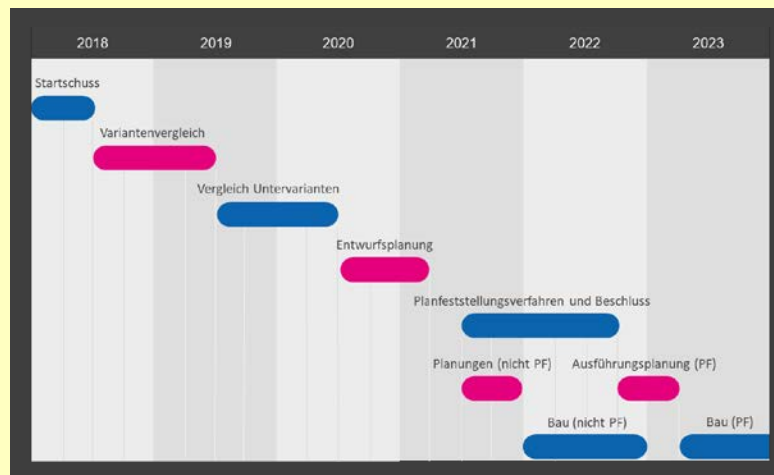 2018 2019 2020 2021 2022 2023
Startschuss
Variantenvergleich
Vergleich Untervarianten
Entwurfsplanung
Planfeststellungsverfahren und Beschluss
Planungen (nicht PF) Ausführungsplanung (PF)
Bau (nicht PF) Bau (PF)